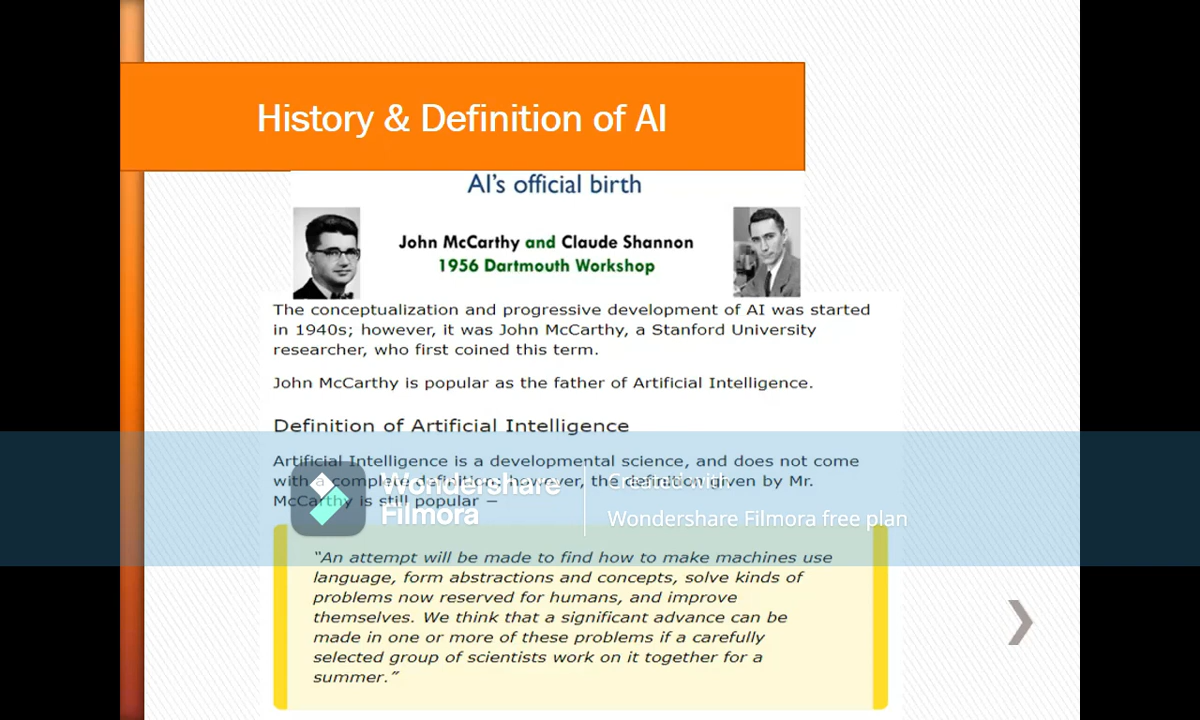 History & Definition of AI
AI's official birth
John McCarthy and Claude Shannon
1956 Dartmouth Workshop
The conceptualization and progressive development of AI was started
in 1940s; however, it was John McCarthy, a Stanford University
researcher, who first coined this term.
John McCarthy is popular as the father of Artificial Intelligence.
Definition of Artificial Intelligence
Artificial Intelligence is a developmental science, and does not come
with a complete definition; however, the definition given by Mr.
McCarthy is still popular –
Wondershare
Filmora
Created with
Wondershare Filmora free plan
“An attempt will be made to find how to make machines use
language, form abstractions and concepts, solve kinds of
problems now reserved for humans, and improve
themselves. We think that a significant advance can be
made in one or more of these problems if a carefully
selected group of scientists work on it together for a
summer.”